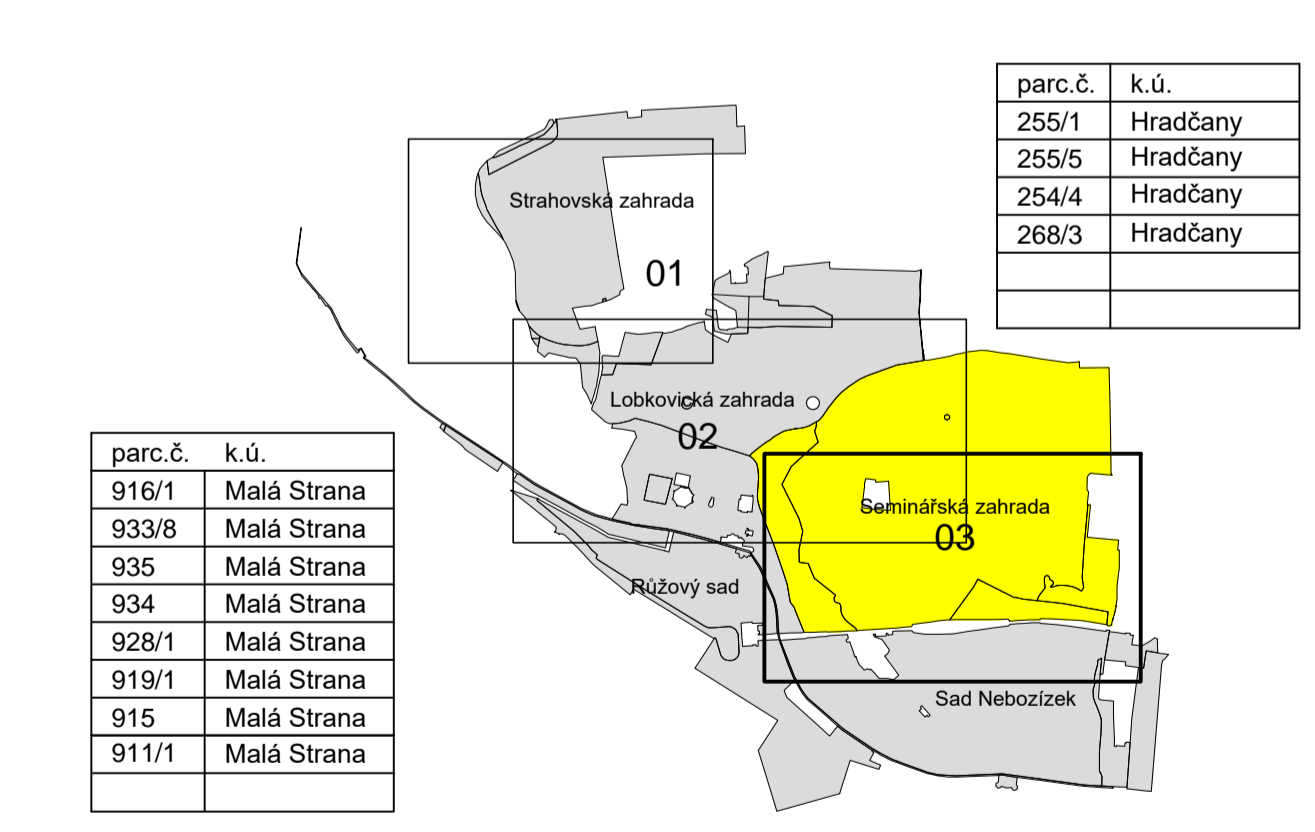 parc.č. k.ú.
255/1 Hradčany
255/5 Hradčany
254/4 Hradčany
268/3 Hradčany
Strahovská zahrada
01
Lobkovická zahrada
02
Seminářská zahrada
03
Růžový sad
Sad Nebozízek
parc.č. k.ú.
916/1 Malá Strana
933/8 Malá Strana
935 Malá Strana
934 Malá Strana
928/1 Malá Strana
919/1 Malá Strana
915 Malá Strana
911/1 Malá Strana